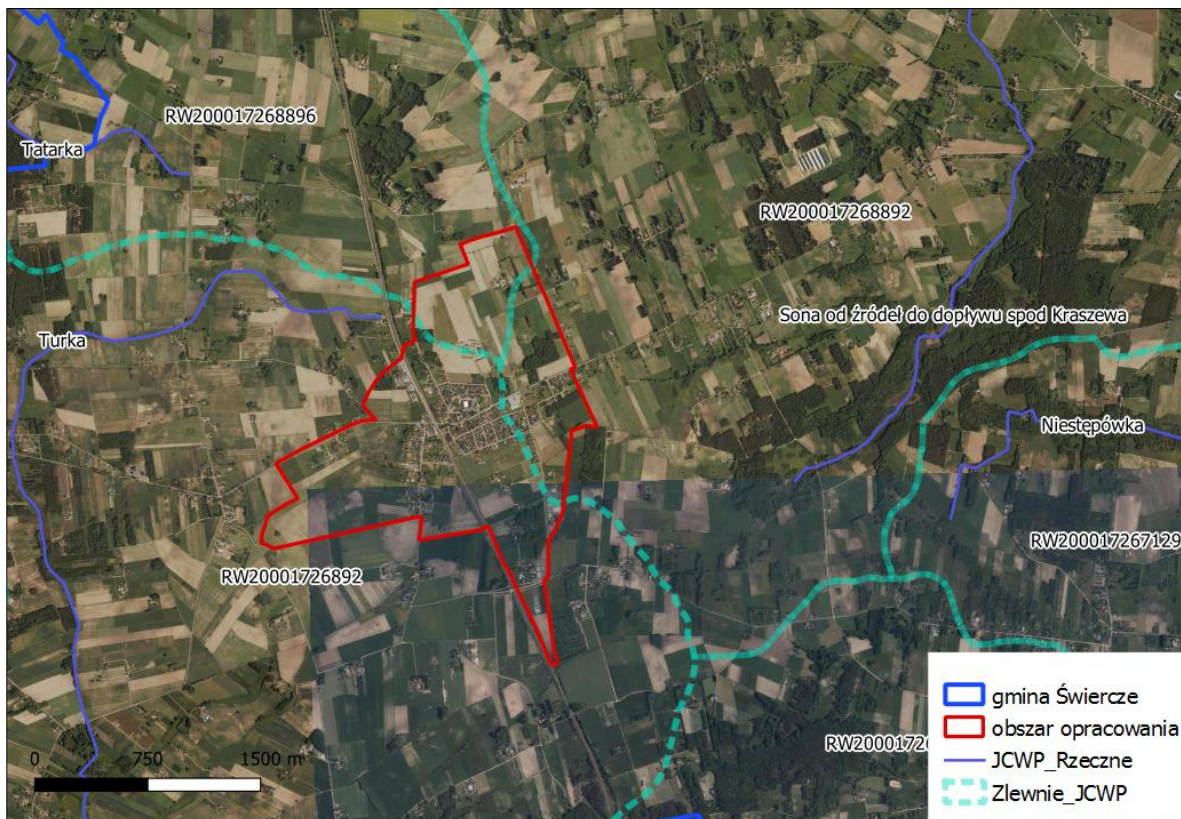 RW200017268896
Tatarka
RW200017268892
Sona od źródeł do dopływu spod Kraszewa
Turka
Niestępówka
RW200017267129
RW20001726892
gmina Świercze
obszar opracowania
JCWP_Rzeczne
Zlewnie_JCWP
0 750 1500 m